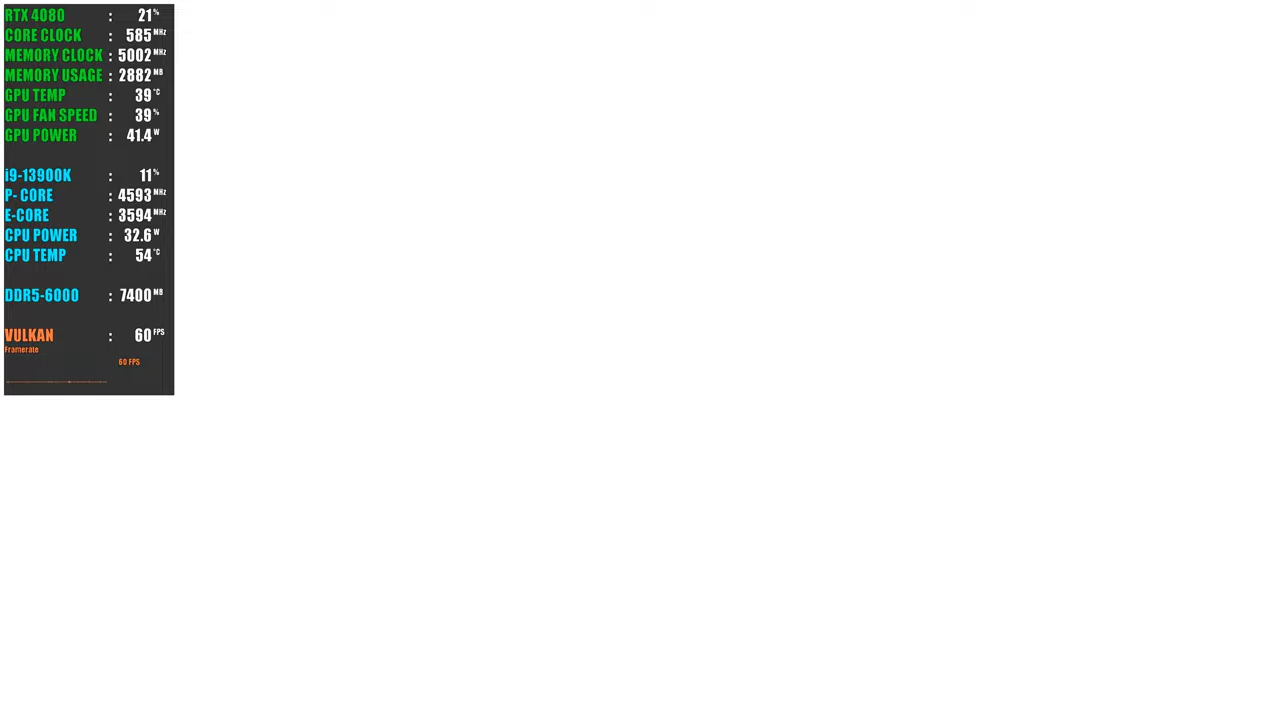 RTX 4080 : 21%
CORE CLOCK : 585 MHz
MEMORY CLOCK : 5002 MHz
MEMORY USAGE : 2882 MB
GPU TEMP : 39 °C
GPU FAN SPEED : 39 %
GPU POWER : 41.4 W
i9-13900K : 11 %
P- CORE : 4593 MHz
E-CORE : 3594 MHz
CPU POWER : 32.6 W
CPU TEMP : 54 °C
DDR5-6000 : 7400 MB
VULKAN : 60 FPS
Framerate
60 FPS